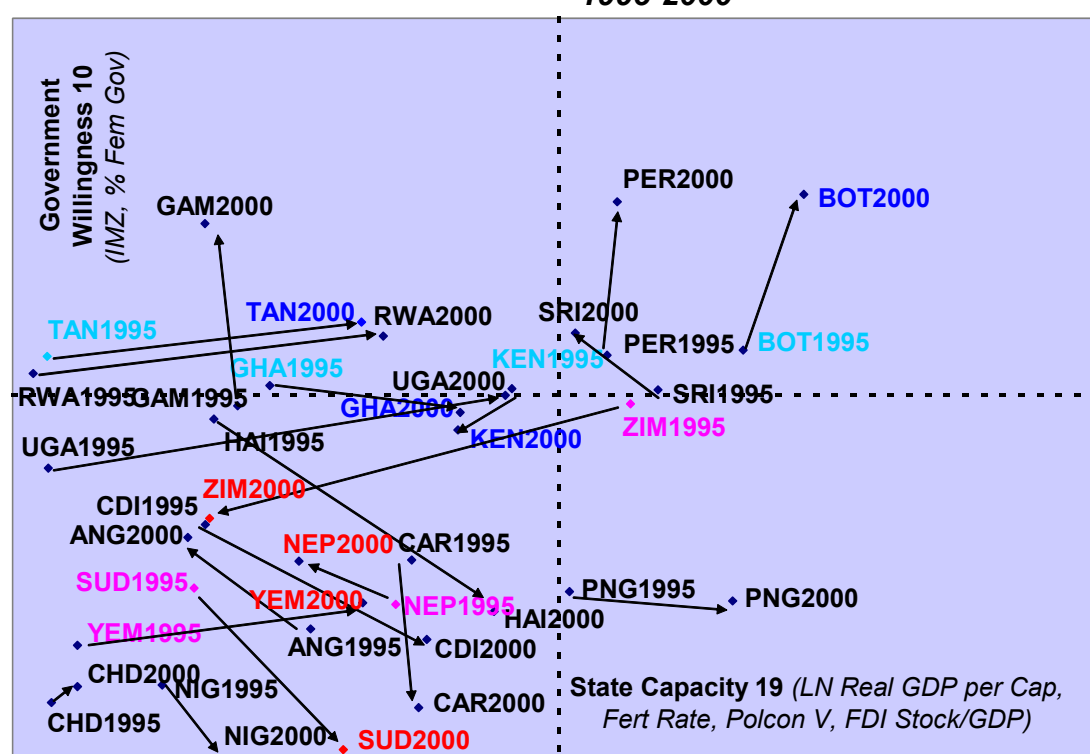 1995-2000
Government
Willingness 10
(IMZ, % Fem Gov)
PER2000
BOT2000
GAM2000
TAN2000
SRI2000
RWA2000
TAN1995
KEN1995
PER1995
BOT1995
GHA1995
UGA2000
SRI1995
RWA1995
GAM1995
GHA2000
ZIM1995
KEN2000
HAI1995
UGA1995
ZIM2000
CDI1995
ANG2000
NEP2000
CAR1995
SUD1995
YEM2000
NEP1995
PNG1995
PNG2000
HAI2000
YEM1995
ANG1995
CDI2000
CHD2000
NIG1995
CAR2000
State Capacity 19 (LN Real GDP per Cap,
Fert Rate, Polcon V, FDI Stock/GDP)
CHD1995
NIG2000
SUD2000